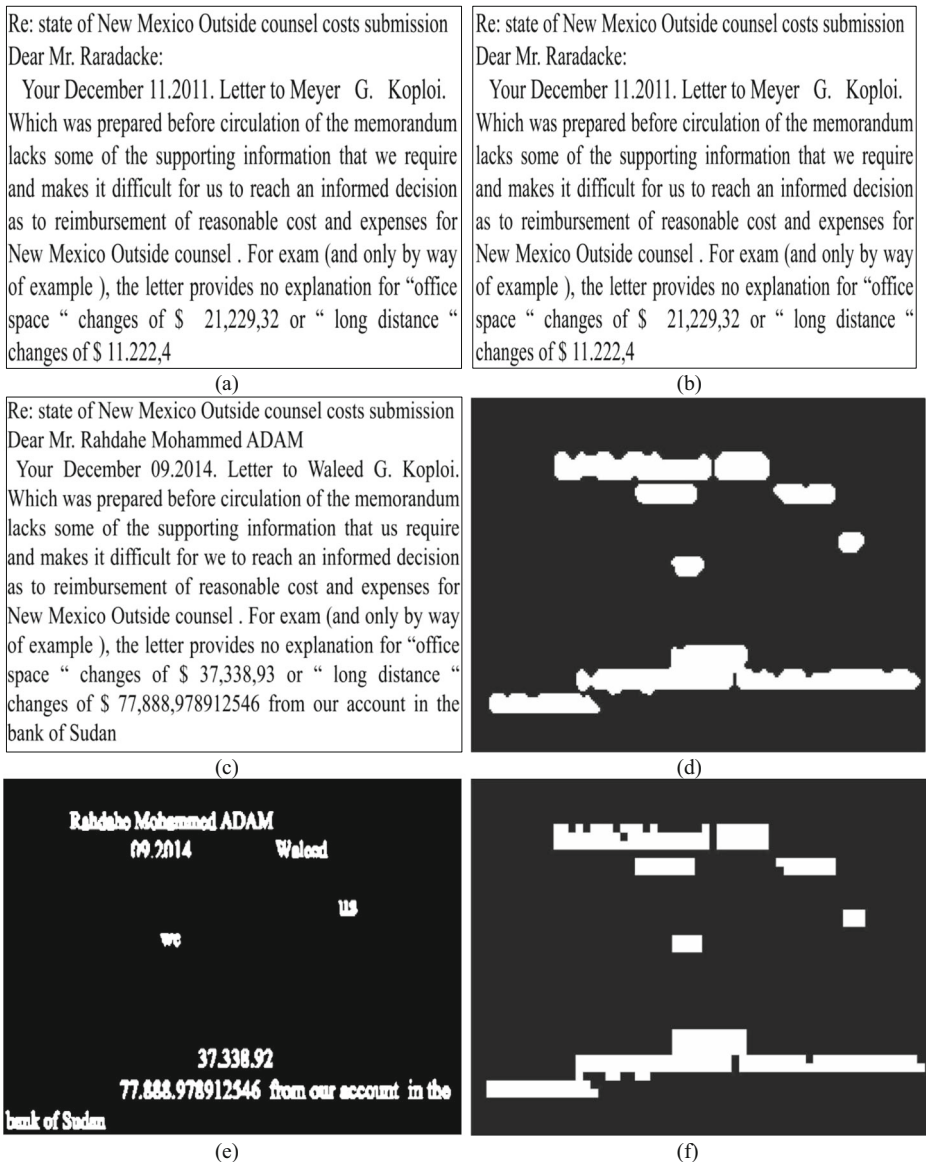 Re: state of New Mexico Outside counsel costs submission
Dear Mr. Raradacke:
Your December 11.2011. Letter to Meyer G. Koploi.
Which was prepared before circulation of the memorandum
lacks some of the supporting information that we require
and makes it difficult for us to reach an informed decision
as to reimbursement of reasonable cost and expenses for
New Mexico Outside counsel . For exam (and only by way
of example ), the letter provides no explanation for “office
space “ changes of $ 21,229,32 or “ long distance “
changes of $ 11.222,4
(a)
Re: state of New Mexico Outside counsel costs submission
Dear Mr. Raradacke:
Your December 11.2011. Letter to Meyer G. Koploi.
Which was prepared before circulation of the memorandum
lacks some of the supporting information that we require
and makes it difficult for us to reach an informed decision
as to reimbursement of reasonable cost and expenses for
New Mexico Outside counsel . For exam (and only by way
of example ), the letter provides no explanation for “office
space “ changes of $ 21,229,32 or “ long distance “
changes of $ 11.222,4
(b)
Re: state of New Mexico Outside counsel costs submission
Dear Mr. Rahdahe Mohammed ADAM
Your December 09.2014. Letter to Waleed G. Koploi.
Which was prepared before circulation of the memorandum
lacks some of the supporting information that us require
and makes it difficult for we to reach an informed decision
as to reimbursement of reasonable cost and expenses for
New Mexico Outside counsel . For exam (and only by way
of example ), the letter provides no explanation for “office
space “ changes of $ 37,338,93 or “ long distance “
changes of $ 77,888,978912546 from our account in the
bank of Sudan
(c)
(d)
Rahdahe Mohammed ADAM
09.2014 Waleed
us
we
37.338.92
77.888.978912546 from our account in the
bank of Sudan
(e)
(f)